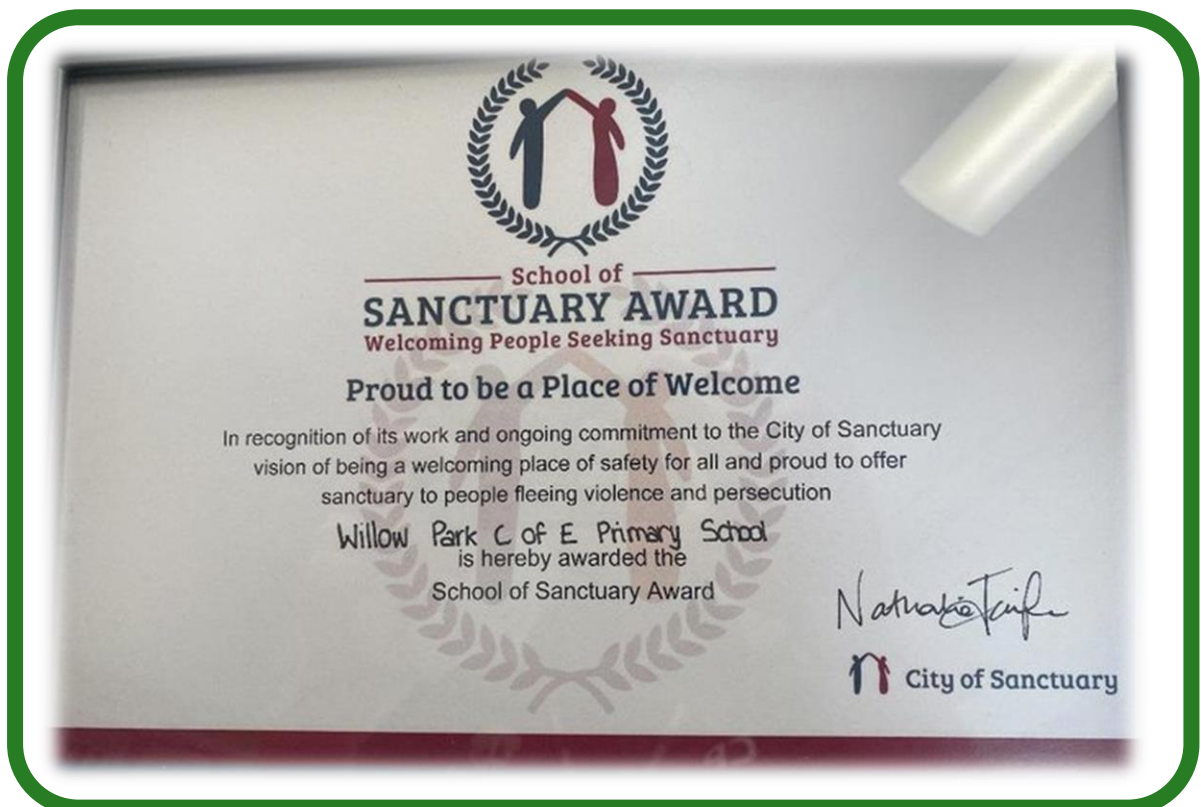 School of
SANCTUARY AWARD
Welcoming People Seeking Sanctuary
Proud to be a Place of Welcome
In recognition of its work and ongoing commitment to the City of Sanctuary
vision of being a welcoming place of safety for all and proud to offer
sanctuary to people fleeing violence and persecution
Willow Park C of E Primary School
is hereby awarded the
School of Sanctuary Award
City of Sanctuary